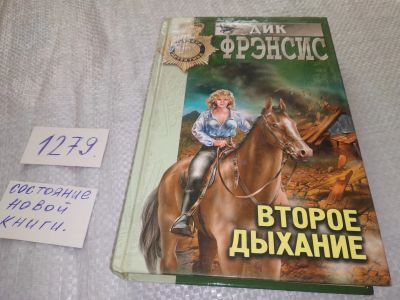 ДИК
ФРЭНСИС
ВТОРОЕ
ДЫХАНИЕ
1279.
состояние
новой
книги.